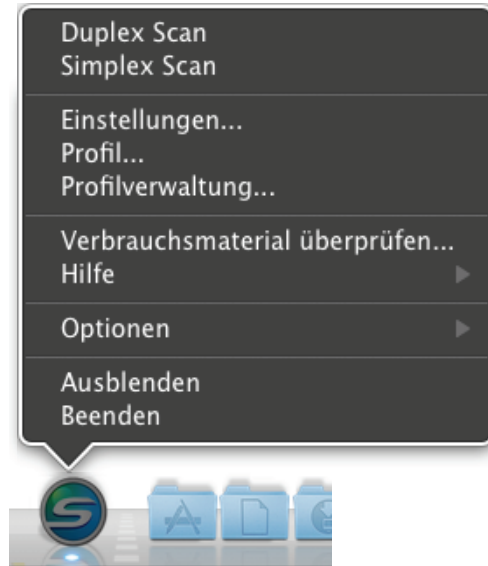 Duplex Scan
Simplex Scan
Einstellungen...
Profil...
Profilverwaltung...
Verbrauchsmaterial überprüfen...
Hilfe
Optionen
Ausblenden
Beenden